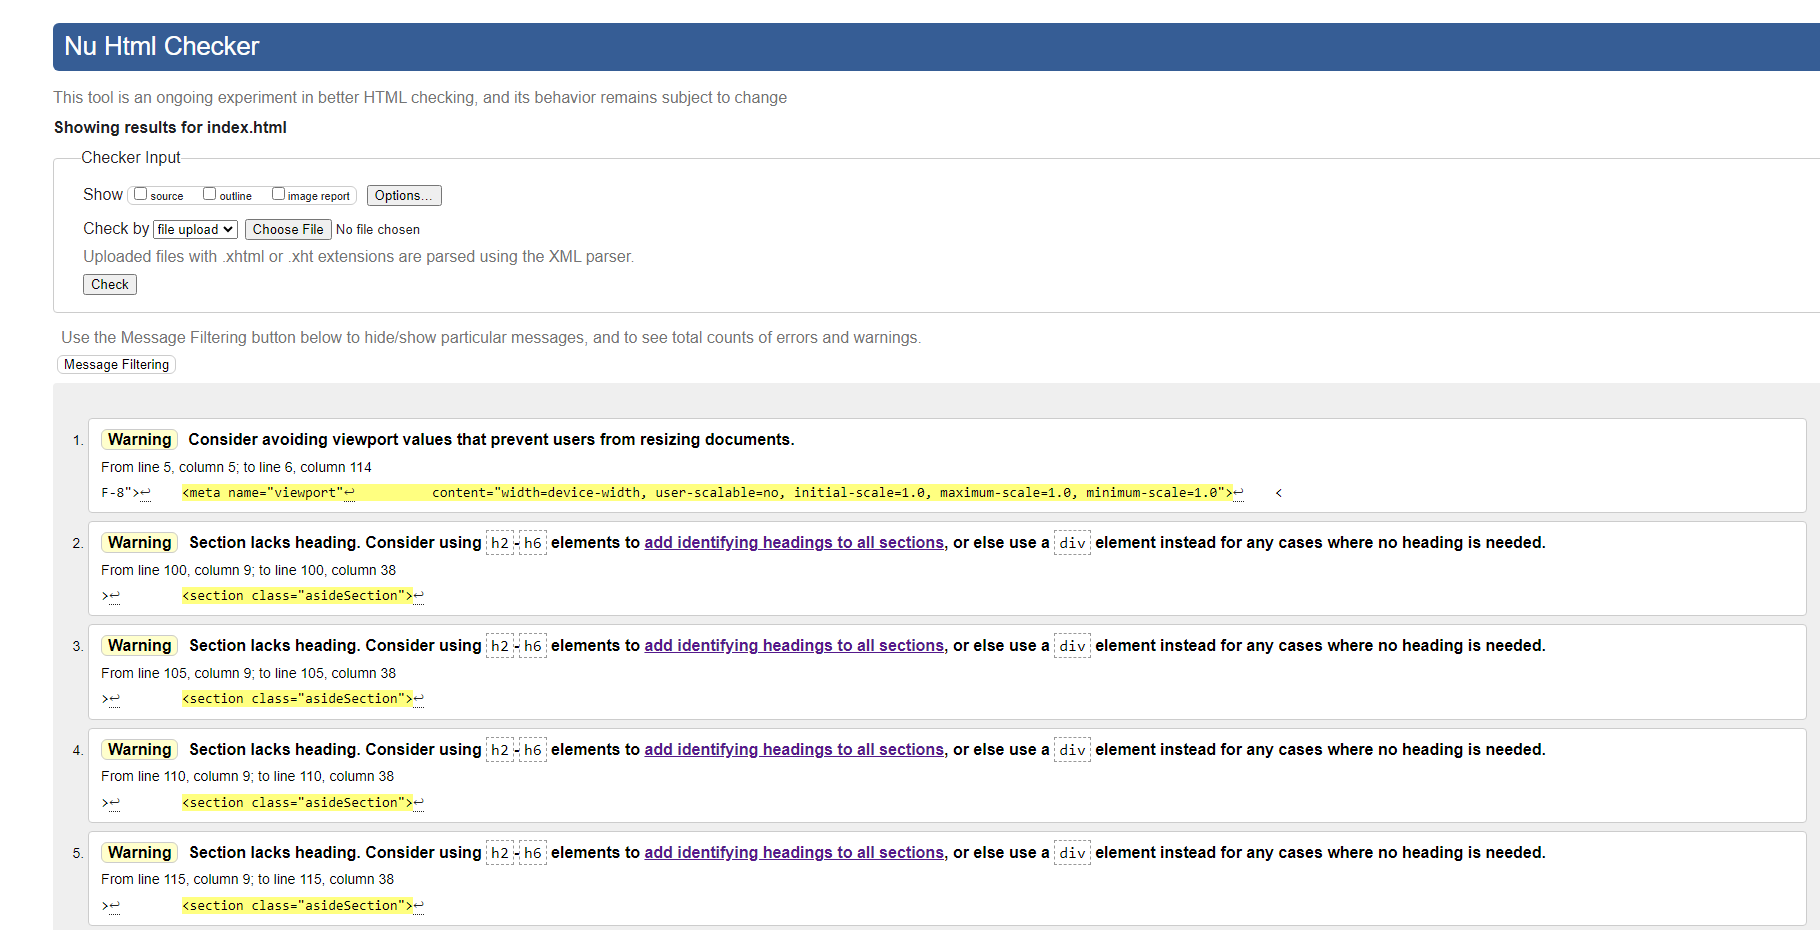 Nu Html Checker
This tool is an ongoing experiment in better HTML checking, and its behavior remains subject to change
Showing results for index.html
Checker Input
Show source outline image report Options...
Check by file upload Choose File No file chosen
Uploaded files with .xhtml or .xht extensions are parsed using the XML parser.
Check
Use the Message Filtering button below to hide/show particular messages, and to see total counts of errors and warnings.
Message Filtering
1. Warning Consider avoiding viewport values that prevent users from resizing documents.
From line 5, column 5; to line 6, column 114
F-8">↩ <meta name="viewport"↩ content="width=device-width, user-scalable=no, initial-scale=1.0, maximum-scale=1.0, minimum-scale=1.0">↩ <
2. Warning Section lacks heading. Consider using h2-h6 elements to add identifying headings to all sections, or else use a div element instead for any cases where no heading is needed.
From line 100, column 9; to line 100, column 38
>↩ <section class="asideSection">↩
3. Warning Section lacks heading. Consider using h2-h6 elements to add identifying headings to all sections, or else use a div element instead for any cases where no heading is needed.
From line 105, column 9; to line 105, column 38
>↩ <section class="asideSection">↩
4. Warning Section lacks heading. Consider using h2-h6 elements to add identifying headings to all sections, or else use a div element instead for any cases where no heading is needed.
From line 110, column 9; to line 110, column 38
>↩ <section class="asideSection">↩
5. Warning Section lacks heading. Consider using h2-h6 elements to add identifying headings to all sections, or else use a div element instead for any cases where no heading is needed.
From line 115, column 9; to line 115, column 38
>↩ <section class="asideSection">↩